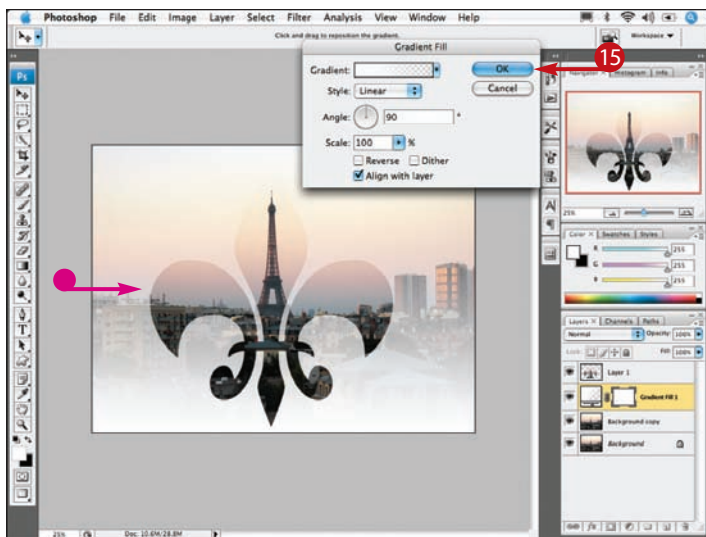 Photoshop File Edit Image Layer Select Filter Analysis View Window Help
Click and drag to reposition the gradient.
Workspace
Gradient Fill
15
Gradient:
OK
Style: Linear
Cancel
Angle: 90 °
Scale: 100 %
Reverse Dither
Align with layer
Ps
Navigator Histogram Info
25%
Color × Swatches Styles
R 255
G 255
B 255
Layers × Channels Paths
Normal Opacity: 100%
Lock: Fill: 100%
Layer 1
Gradient Fill 1
Background copy
Background
25% Doc: 10.6M/28.8M